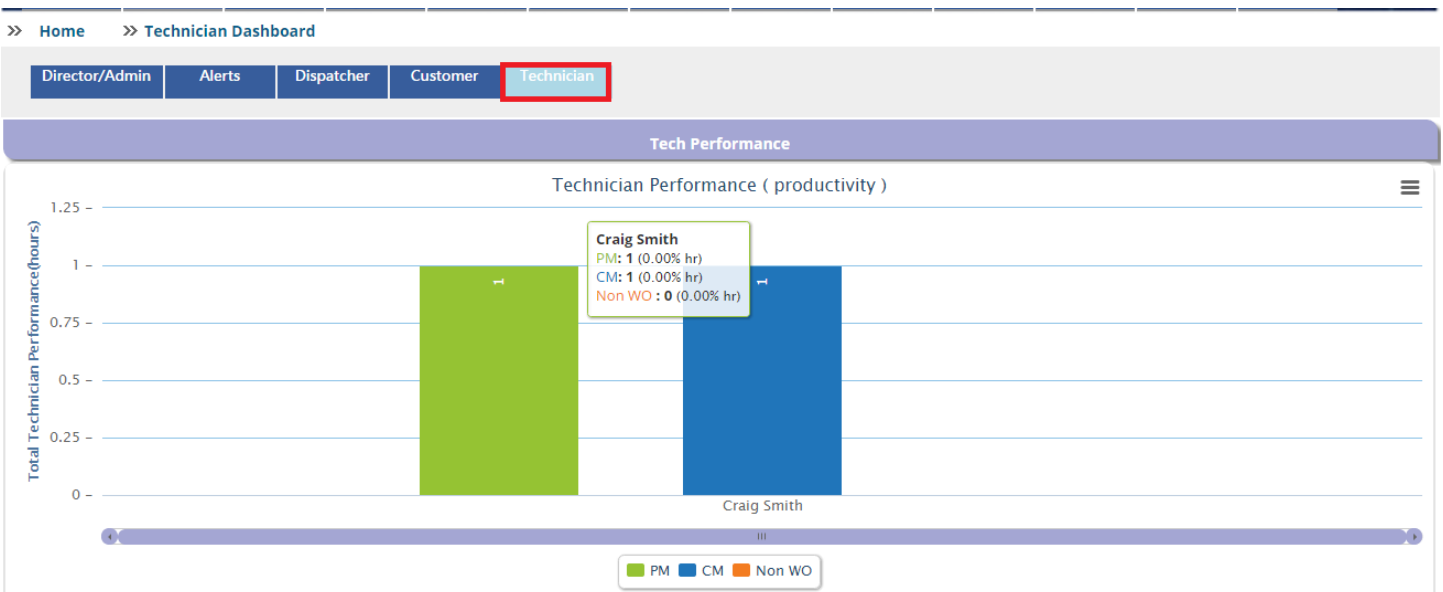 Home Technician Dashboard
Director/Admin Alerts Dispatcher Customer Technician
Tech Performance
Technician Performance ( productivity )
Total Technician Performance(hours)
1.25
1
0.75
0.5
0.25
0
1
1
Craig Smith
PM: 1 (0.00% hr)
CM: 1 (0.00% hr)
Non WO : 0 (0.00% hr)
Craig Smith
PM CM Non WO